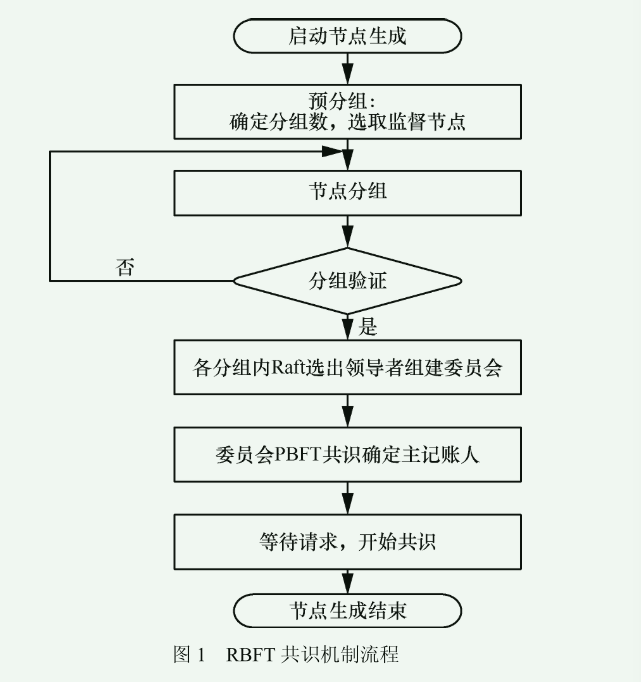 启动节点生成
预分组:
确定分组数，选取监督节点
节点分组
分组验证
否
是
各分组内Raft选出领导者组建委员会
委员会PBFT共识确定主记账人
等待请求，开始共识
节点生成结束
图 1 RBFT 共识机制流程